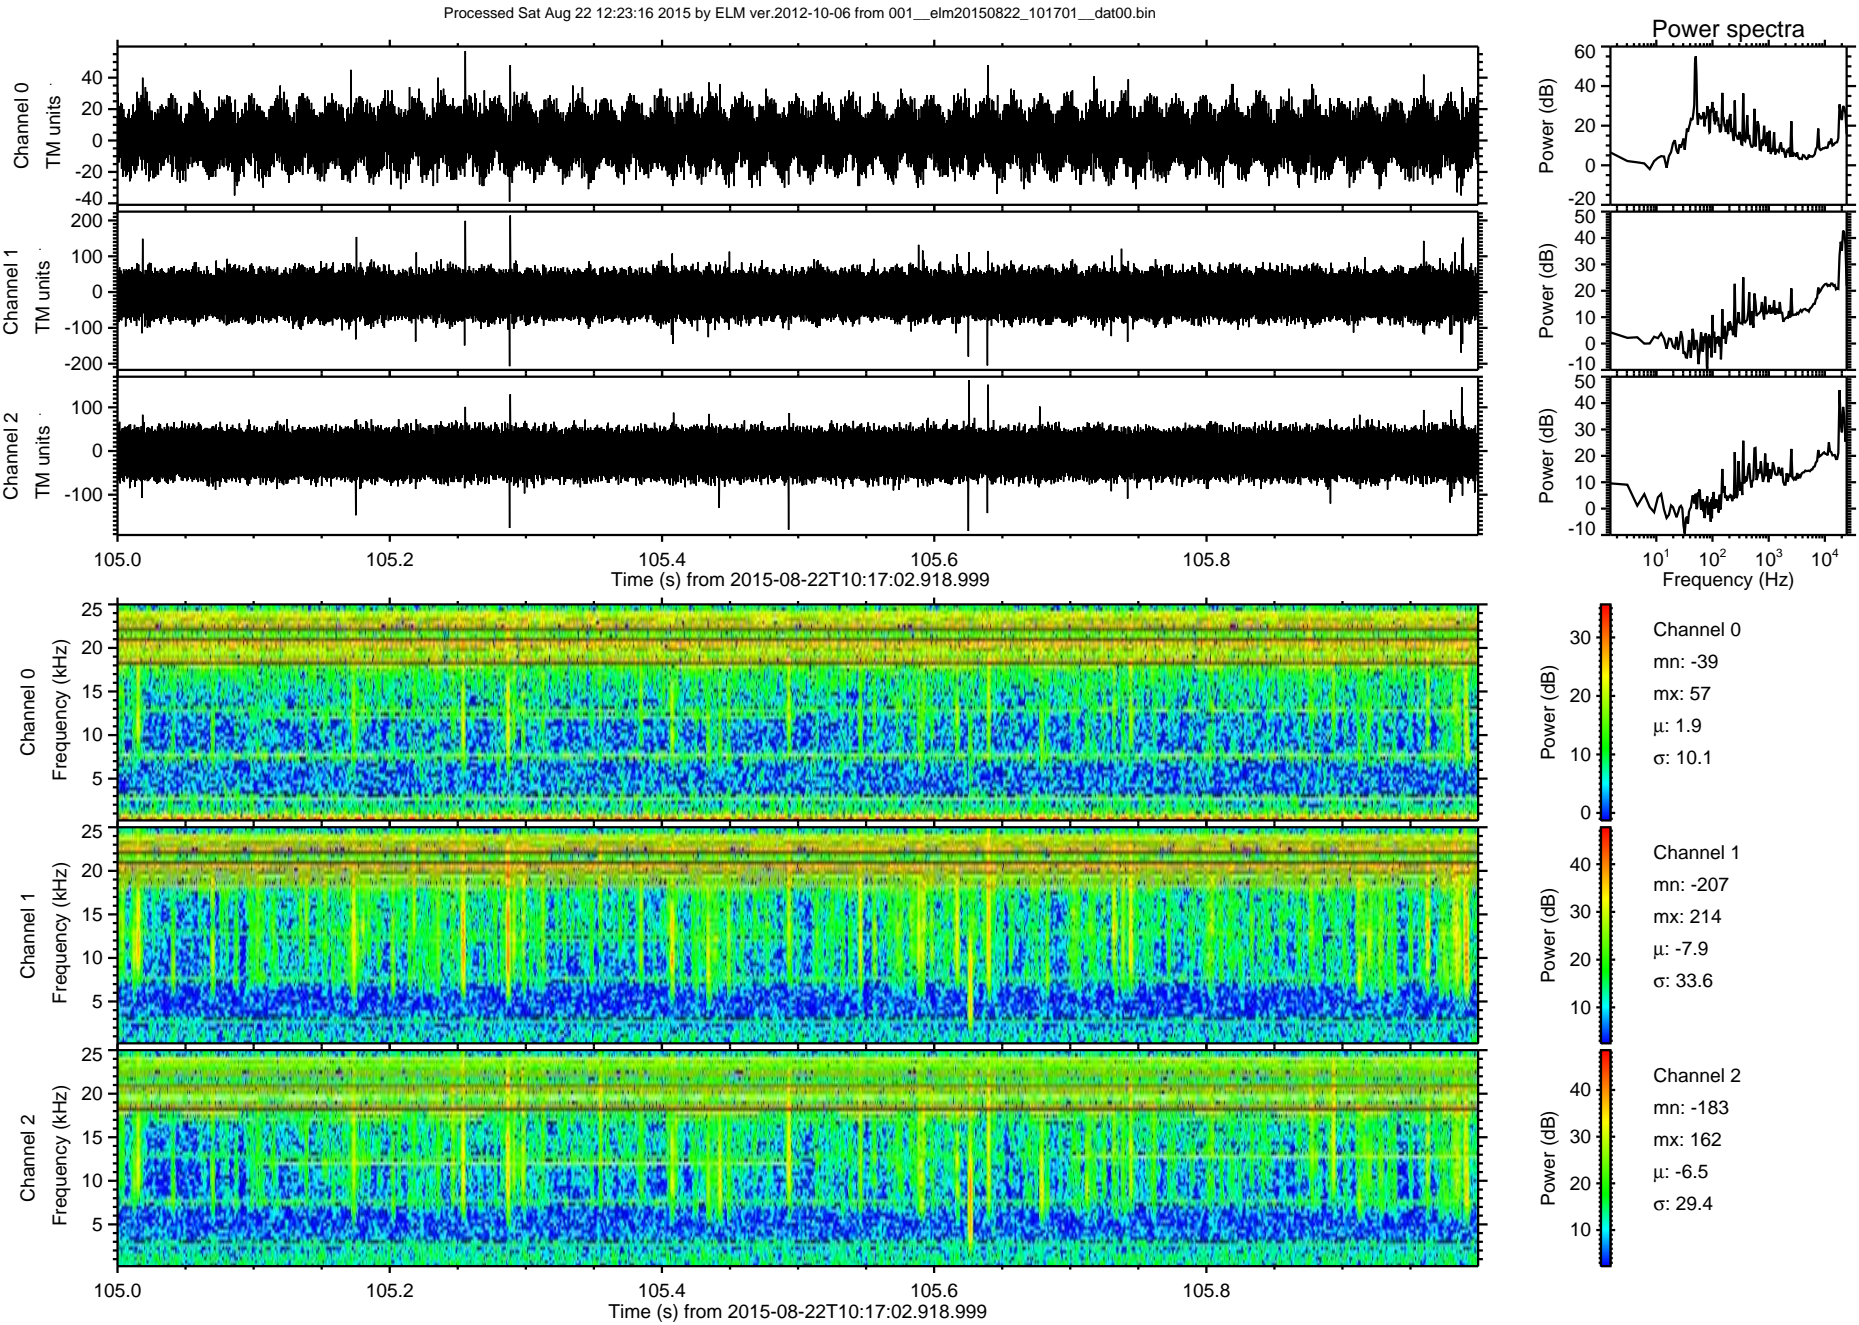 Processed Sat Aug 22 12:23:16 2015 by ELM ver.2012-10-06 from 001__elm20150822_101701__dat00.bin
Power spectra
Channel 0
TM units
40
20
0
-20
-40
Power (dB)
60
40
20
0
-20
Channel 1
TM units
200
100
0
-100
-200
Power (dB)
50
40
30
20
10
0
-10
Channel 2
TM units
100
0
-100
Power (dB)
50
40
30
20
10
0
-10
105.0 105.2 105.4 105.6 105.8
Time (s) from 2015-08-22T10:17:02.918.999
10^1 10^2 10^3 10^4
Frequency (Hz)
Channel 0
Frequency (kHz)
25
20
15
10
5
Power (dB)
30
20
10
0
Channel 0
mn: -39
mx: 57
μ: 1.9
σ: 10.1
Channel 1
Frequency (kHz)
25
20
15
10
5
Power (dB)
40
30
20
10
Channel 1
mn: -207
mx: 214
μ: -7.9
σ: 33.6
Channel 2
Frequency (kHz)
25
20
15
10
5
Power (dB)
40
30
20
10
Channel 2
mn: -183
mx: 162
μ: -6.5
σ: 29.4
105.0 105.2 105.4 105.6 105.8
Time (s) from 2015-08-22T10:17:02.918.999